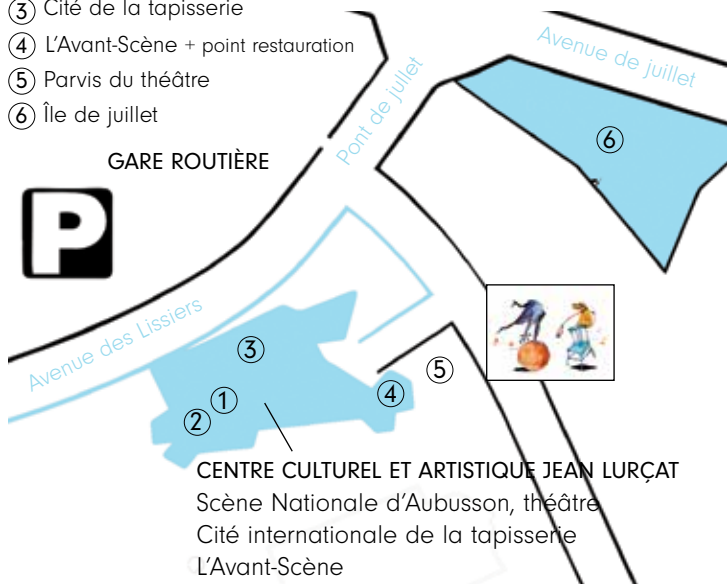 ③ Cité de la tapisserie
④ L'Avant-Scène + point restauration
⑤ Parvis du théâtre
⑥ Île de juillet
Avenue de juillet
Pont de jullet
⑥
GARE ROUTIÈRE
P
Avenue des Lissiers
③
⑤
④
①
②
CENTRE CULTUREL ET ARTISTIQUE JEAN LURÇAT
Scène Nationale d'Aubusson, théâtre
Cité internationale de la tapisserie
L'Avant-Scène